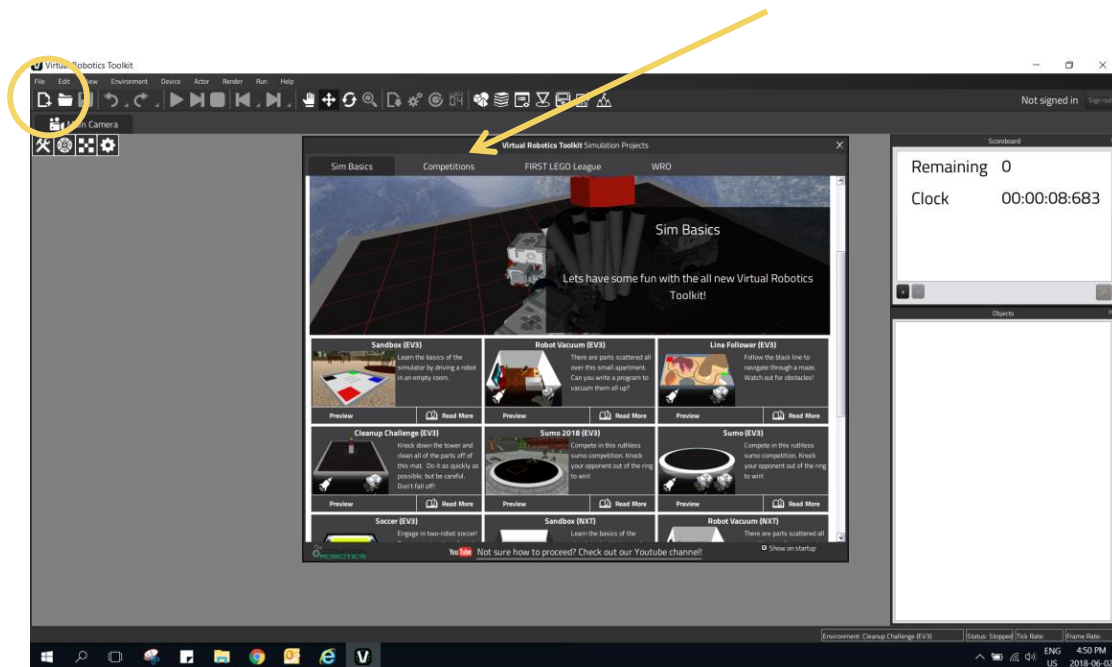 Virtual Robotics Toolkit
File Edit View Environment Device Actor Render Run Help
Not signed in Sign out
Main Camera
Virtual Robotics Toolkit Simulation Projects
Sim Basics Competitions FIRST LEGO League WRO
Sim Basics
Lets have some fun with the all new Virtual Robotics
Toolkit!
Sandbox (EV3)
Learn the basics of the
simulator by driving a robot
in an empty room.
Preview Read More
Robot Vacuum (EV3)
There are parts scattered all
over this small apartment.
Can you write a program to
vacuum them all up?
Preview Read More
Line Follower (EV3)
Follow the black line to
navigate through a maze.
Watch out for obstacles!
Preview Read More
Cleanup Challenge (EV3)
Knock down the tower and
clean all of the parts off of
this mat. Do it as quickly as
possible, but be careful.
Don't fall off!
Preview Read More
Sumo 2018 (EV3)
Compete in this ruthless
sumo competition. Knock
your opponent out of the ring
to win!
Preview Read More
Sumo (EV3)
Compete in this ruthless
sumo competition. Knock
your opponent out of the ring
to win!
Preview Read More
Soccer (EV3)
Engage in two-robot soccer!
Sandbox (NXT)
Learn the basics of the
Robot Vacuum (NXT)
There are parts scattered all
ROBOTICS
YouTube Not sure how to proceed? Check out our Youtube channel!
Show on startup
Scoreboard
Remaining 0
Clock 00:00:08:683
Objects
Environment: Cleanup Challenge (EV3) Status: Stopped Tick Rate: Frame Rate:
ENG 4:50 PM
US 2018-06-02